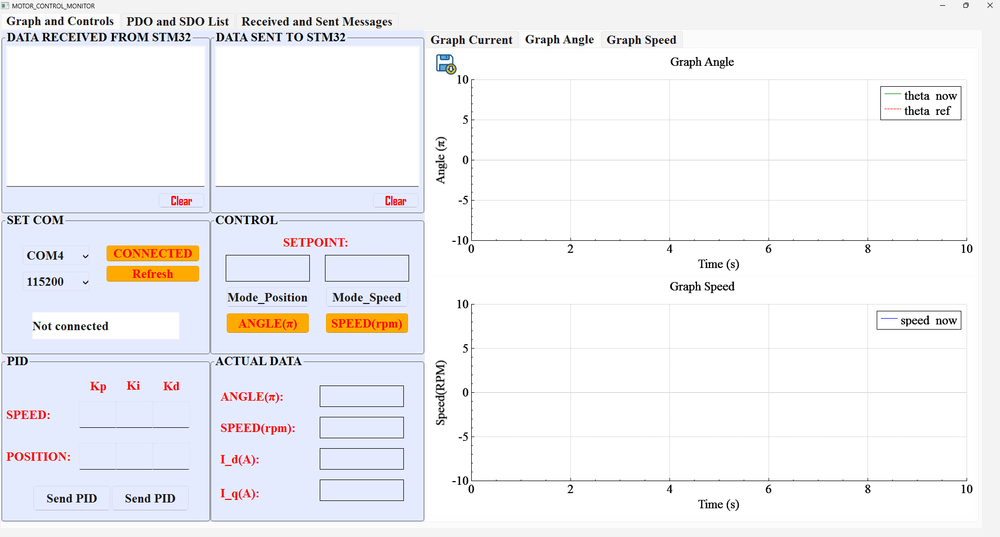 MOTOR_CONTROL_MONITOR
Graph and Controls
PDO and SDO List
Received and Sent Messages
DATA RECEIVED FROM STM32
DATA SENT TO STM32
Clear
Clear
SET COM
COM4
CONNECTED
Refresh
115200
Not connected
CONTROL
SETPOINT:
Mode_Position
Mode_Speed
ANGLE(π)
SPEED(rpm)
PID
Kp Ki Kd
SPEED:
POSITION:
Send PID
Send PID
ACTUAL DATA
ANGLE(π):
SPEED(rpm):
I_d(A):
I_q(A):
Graph Current
Graph Angle
Graph Speed
Graph Angle
10
5
0
-5
-10
Angle (π)
theta now
theta ref
0 2 4 6 8 10
Time (s)
Graph Speed
10
5
0
-5
-10
Speed(RPM)
speed now
0 2 4 6 8 10
Time (s)